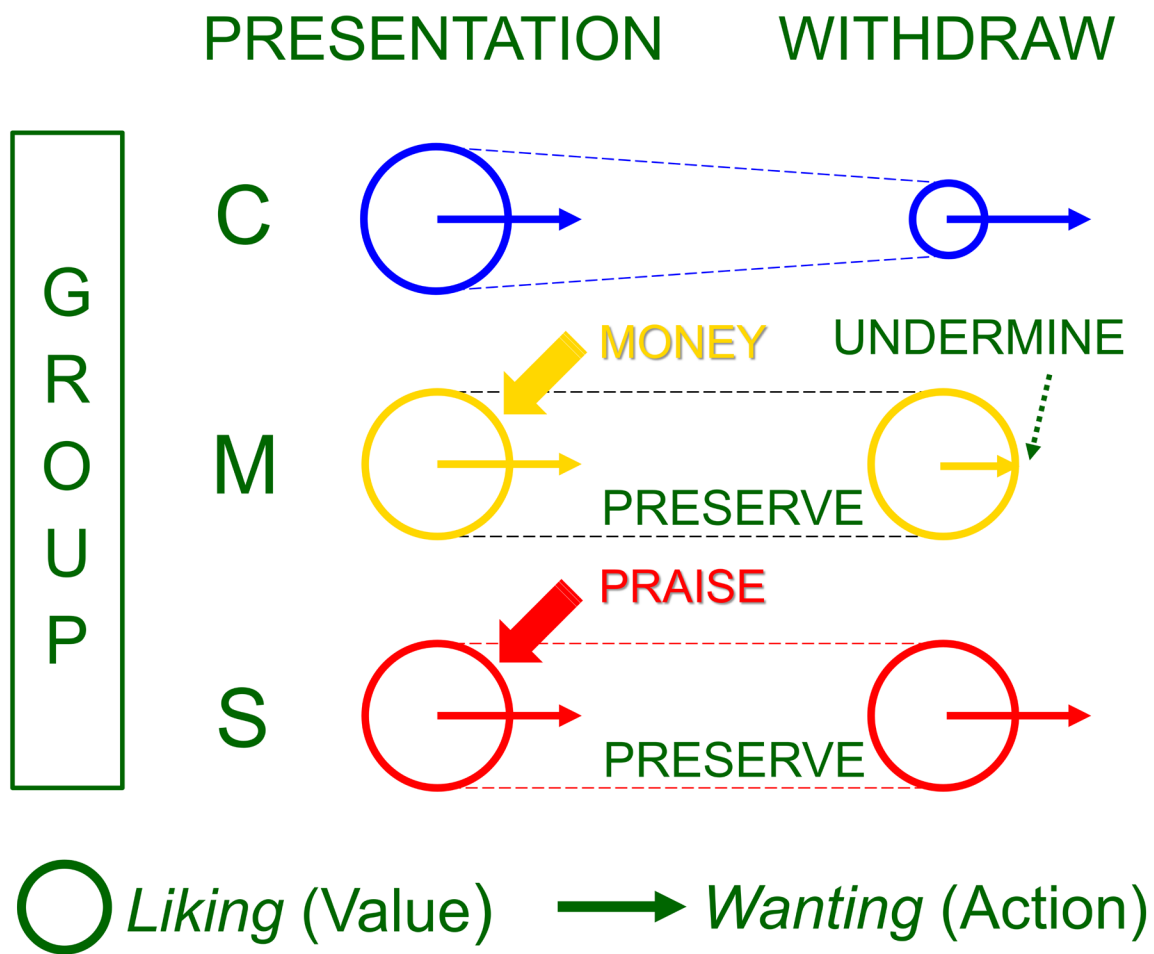 PRESENTATION WITHDRAW
GROUP
C
MONEY
UNDERMINE
M
PRESERVE
PRAISE
S
PRESERVE
Liking (Value) Wanting (Action)